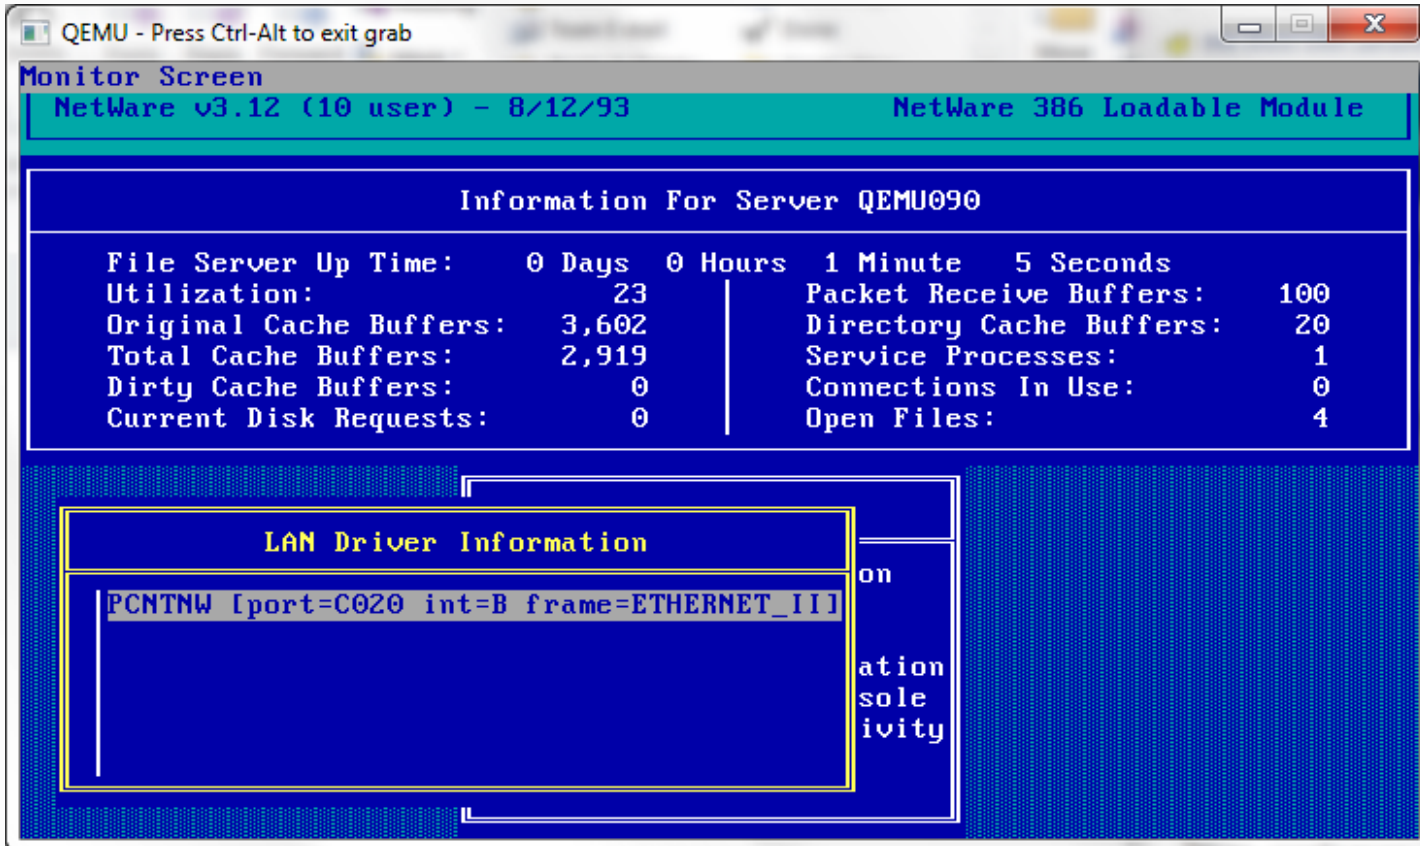 QEMU - Press Ctrl-Alt to exit grab
Monitor Screen
NetWare v3.12 (10 user) - 8/12/93 NetWare 386 Loadable Module
Information For Server QEMU090
File Server Up Time: 0 Days 0 Hours 1 Minute 5 Seconds
Utilization: 23 Packet Receive Buffers: 100
Original Cache Buffers: 3,602 Directory Cache Buffers: 20
Total Cache Buffers: 2,919 Service Processes: 1
Dirty Cache Buffers: 0 Connections In Use: 0
Current Disk Requests: 0 Open Files: 4
LAN Driver Information
on
PCNTNW [port=C020 int=B frame=ETHERNET_II]
ation
sole
ivity